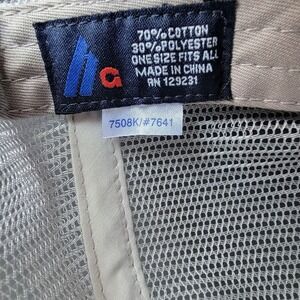 70% COTTON
30% POLYESTER
ONE SIZE FITS ALL
MADE IN CHINA
RN 129231
G
7508K/#7641